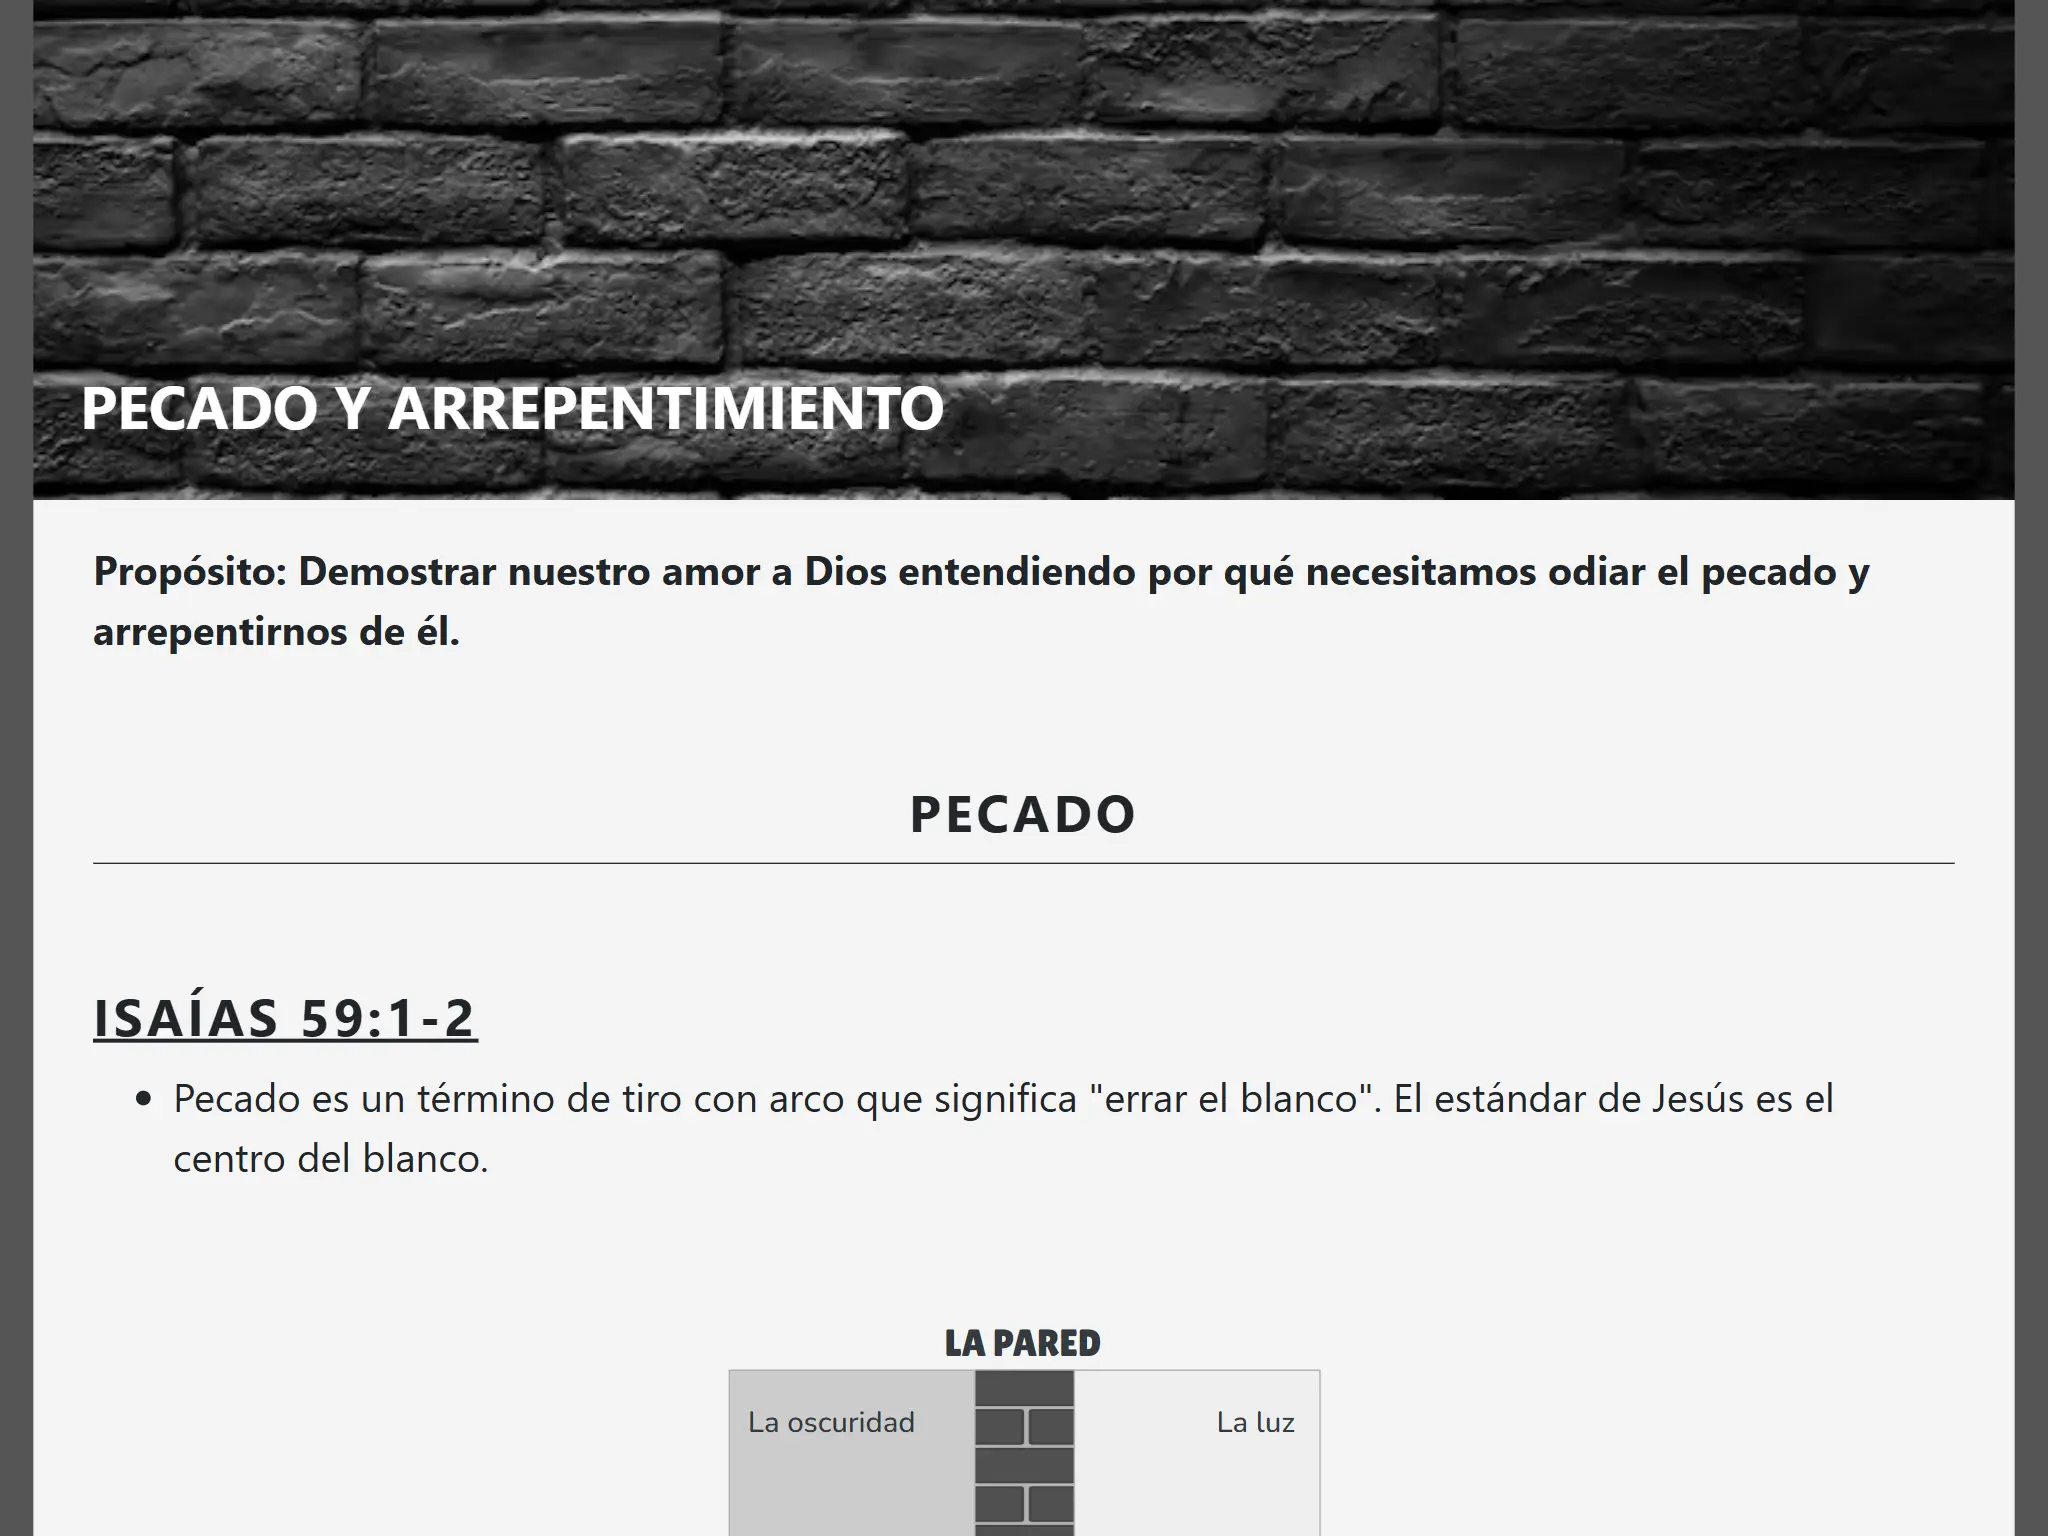 PECADO Y ARREPENTIMIENTO
Propósito: Demostrar nuestro amor a Dios entendiendo por qué necesitamos odiar el pecado y
arrepentirnos de él.
PECADO
ISAÍAS 59:1-2
• Pecado es un término de tiro con arco que significa "errar el blanco". El estándar de Jesús es el
centro del blanco.
LA PARED
La oscuridad
La luz